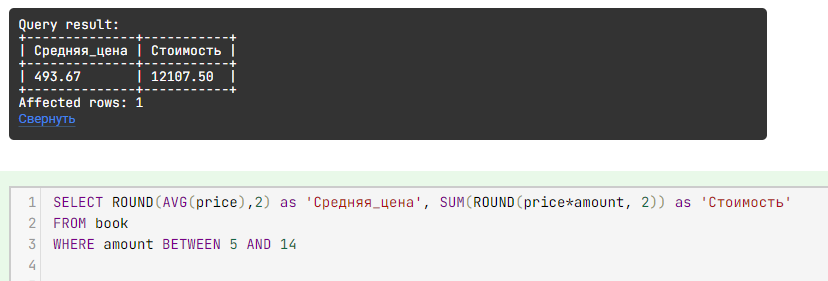 Query result:
+--------------+-----------+
| Средняя_цена | Стоимость |
+--------------+-----------+
| 493.67       | 12107.50  |
+--------------+-----------+
Affected rows: 1
Свернуть
1 SELECT ROUND(AVG(price),2) as 'Средняя_цена', SUM(ROUND(price*amount, 2)) as 'Стоимость'
2 FROM book
3 WHERE amount BETWEEN 5 AND 14
4